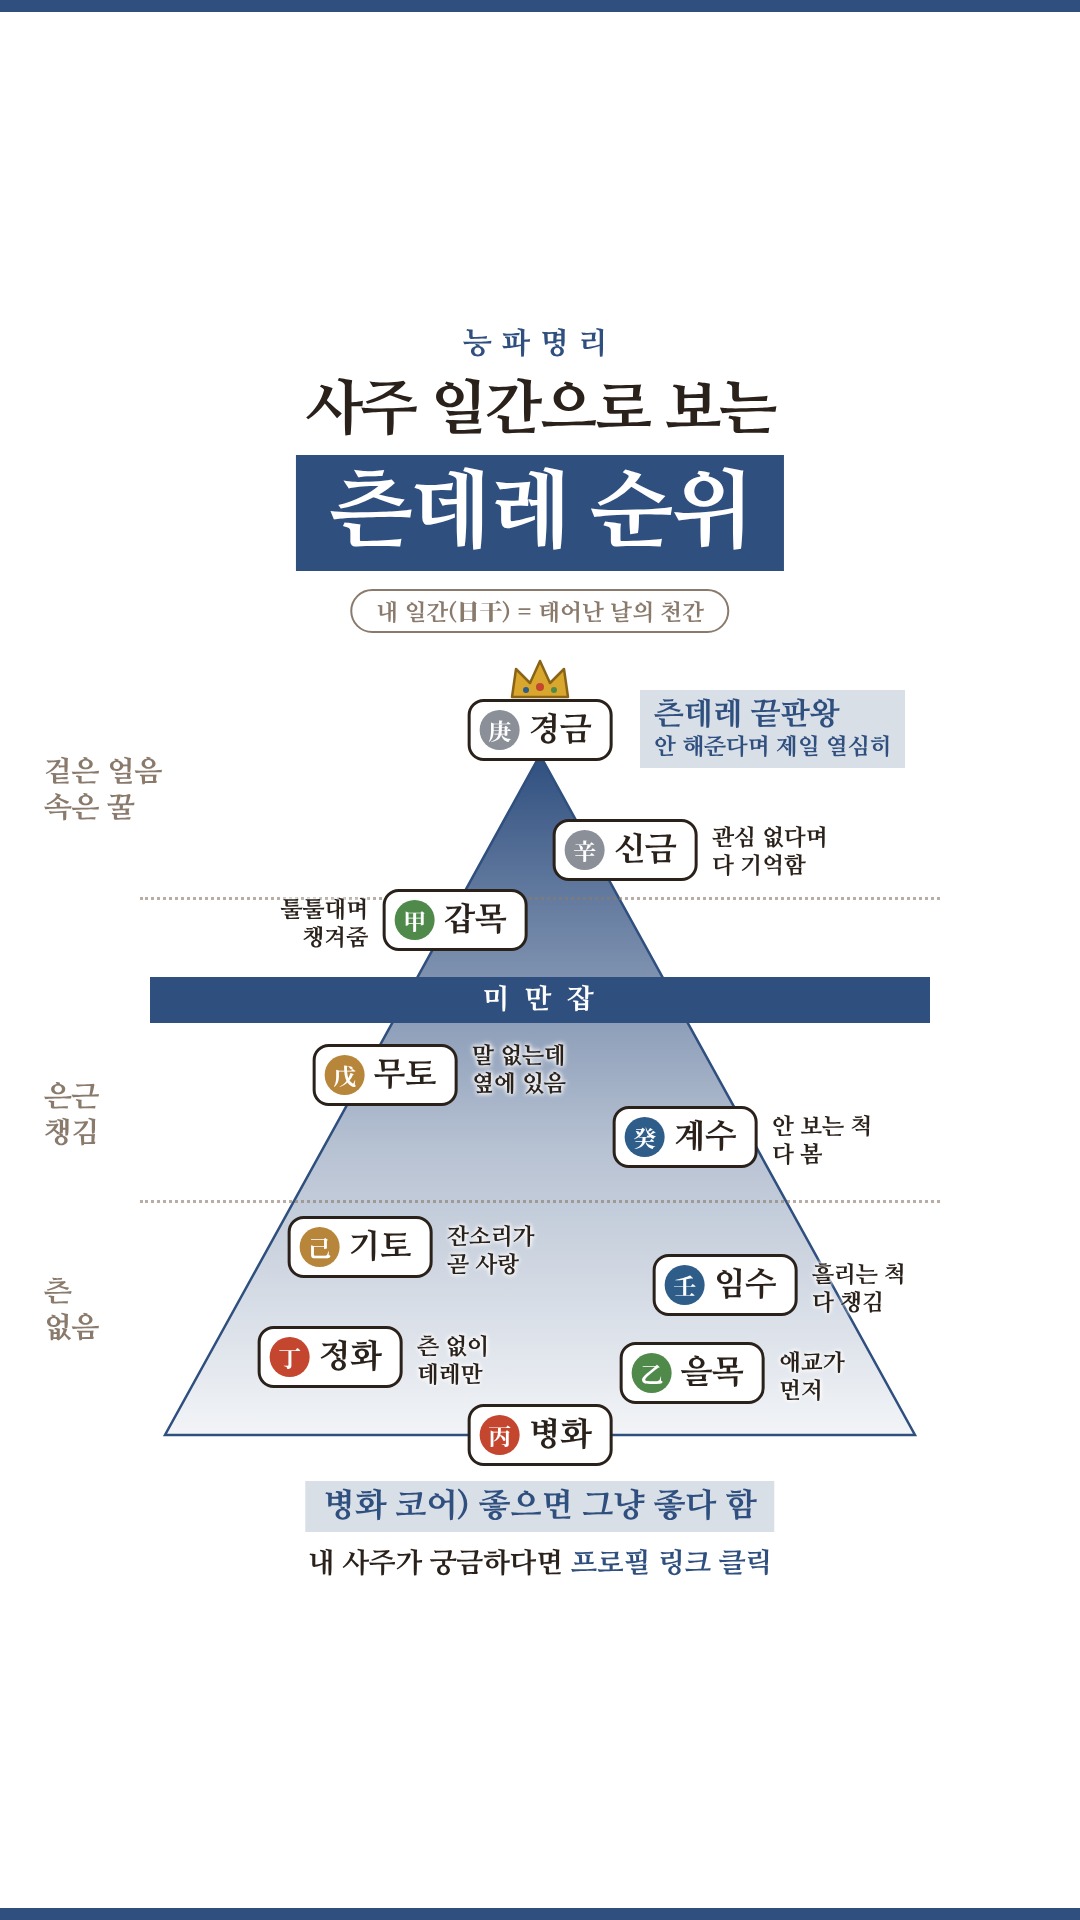 능파명리
사주 일간으로 보는
츤데레 순위
내 일간(日干) = 태어난 날의 천간
庚 경금
츤데레 끝판왕
안 해준다며 제일 열심히
겉은 얼음
속은 꿀
辛 신금
관심 없다며
다 기억함
툴툴대며
챙겨줌
甲 갑목
미만잡
戊 무토
말 없는데
옆에 있음
은근
챙김
癸 계수
안 보는 척
다 봄
己 기토
잔소리가
곧 사랑
壬 임수
흘리는 척
다 챙김
츤
없음
丁 정화
츤 없이
데레만
乙 을목
애교가
먼저
丙 병화
병화 코어) 좋으면 그냥 좋다 함
내 사주가 궁금하다면 프로필 링크 클릭